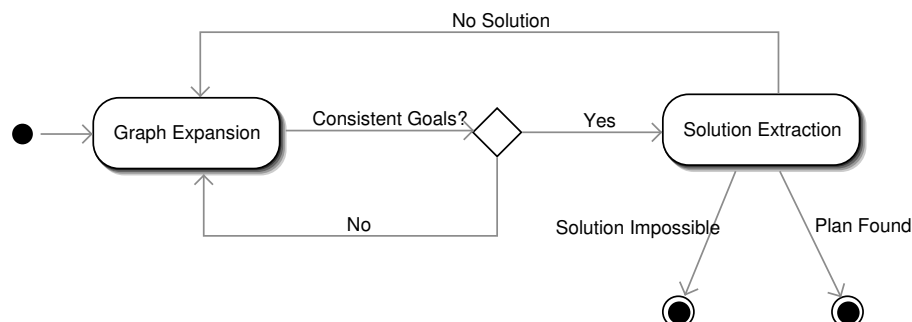 No Solution
Graph Expansion
Consistent Goals?
Yes
Solution Extraction
No
Solution Impossible
Plan Found